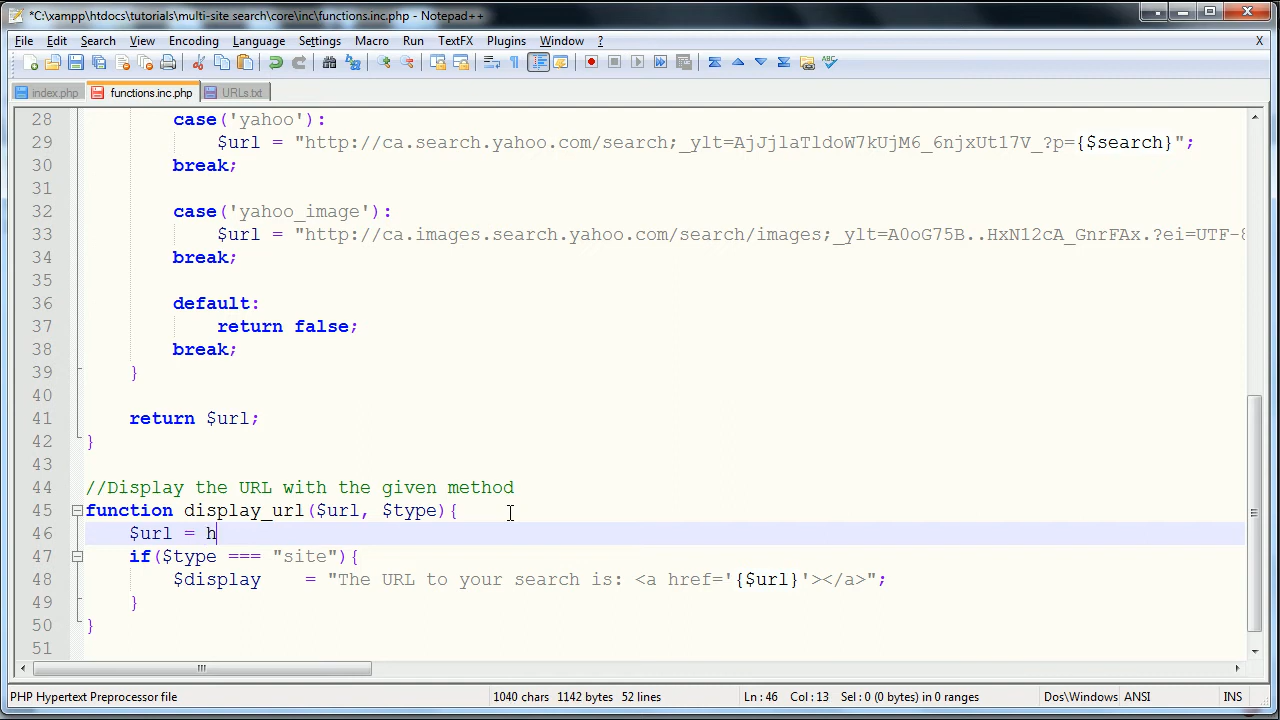 *C:\xampp\htdocs\tutorials\multi-site search\core\inc\functions.inc.php - Notepad++
File Edit Search View Encoding Language Settings Macro Run TextFX Plugins Window ? X
index.php functions.inc.php URLs.txt
28 case('yahoo'):
29 $url = "http://ca.search.yahoo.com/search;_ylt=AjJjlaTldoW7kUjM6_6njxUt17V_?p={$search}";
30 break;
31
32 case('yahoo_image'):
33 $url = "http://ca.images.search.yahoo.com/search/images;_ylt=A0oG75B..HxN12cA_GnrFAx.?ei=UTF-8
34 break;
35
36 default:
37 return false;
38 break;
39 }
40
41 return $url;
42 }
43
44 //Display the URL with the given method
45 function display_url($url, $type){
46 $url = h
47 if($type === "site"){
48 $display = "The URL to your search is: <a href='{$url}'></a>";
49 }
50 }
51
PHP Hypertext Preprocessor file 1040 chars 1142 bytes 52 lines Ln : 46 Col : 13 Sel : 0 (0 bytes) in 0 ranges Dos\Windows ANSI INS